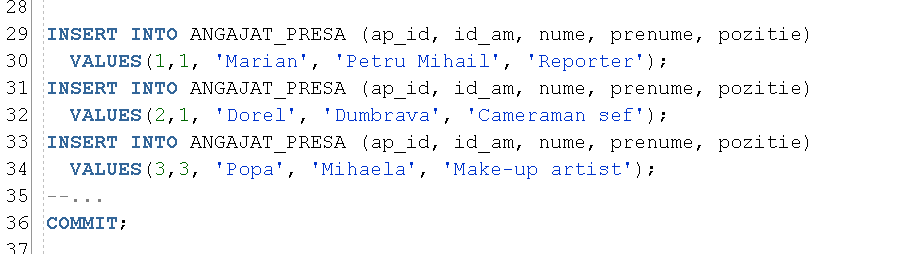 28
29 INSERT INTO ANGAJAT_PRESA (ap_id, id_am, nume, prenume, pozitie)
30   VALUES(1,1, 'Marian', 'Petru Mihail', 'Reporter');
31 INSERT INTO ANGAJAT_PRESA (ap_id, id_am, nume, prenume, pozitie)
32   VALUES(2,1, 'Dorel', 'Dumbrava', 'Cameraman sef');
33 INSERT INTO ANGAJAT_PRESA (ap_id, id_am, nume, prenume, pozitie)
34   VALUES(3,3, 'Popa', 'Mihaela', 'Make-up artist');
35 --...
36 COMMIT;
37